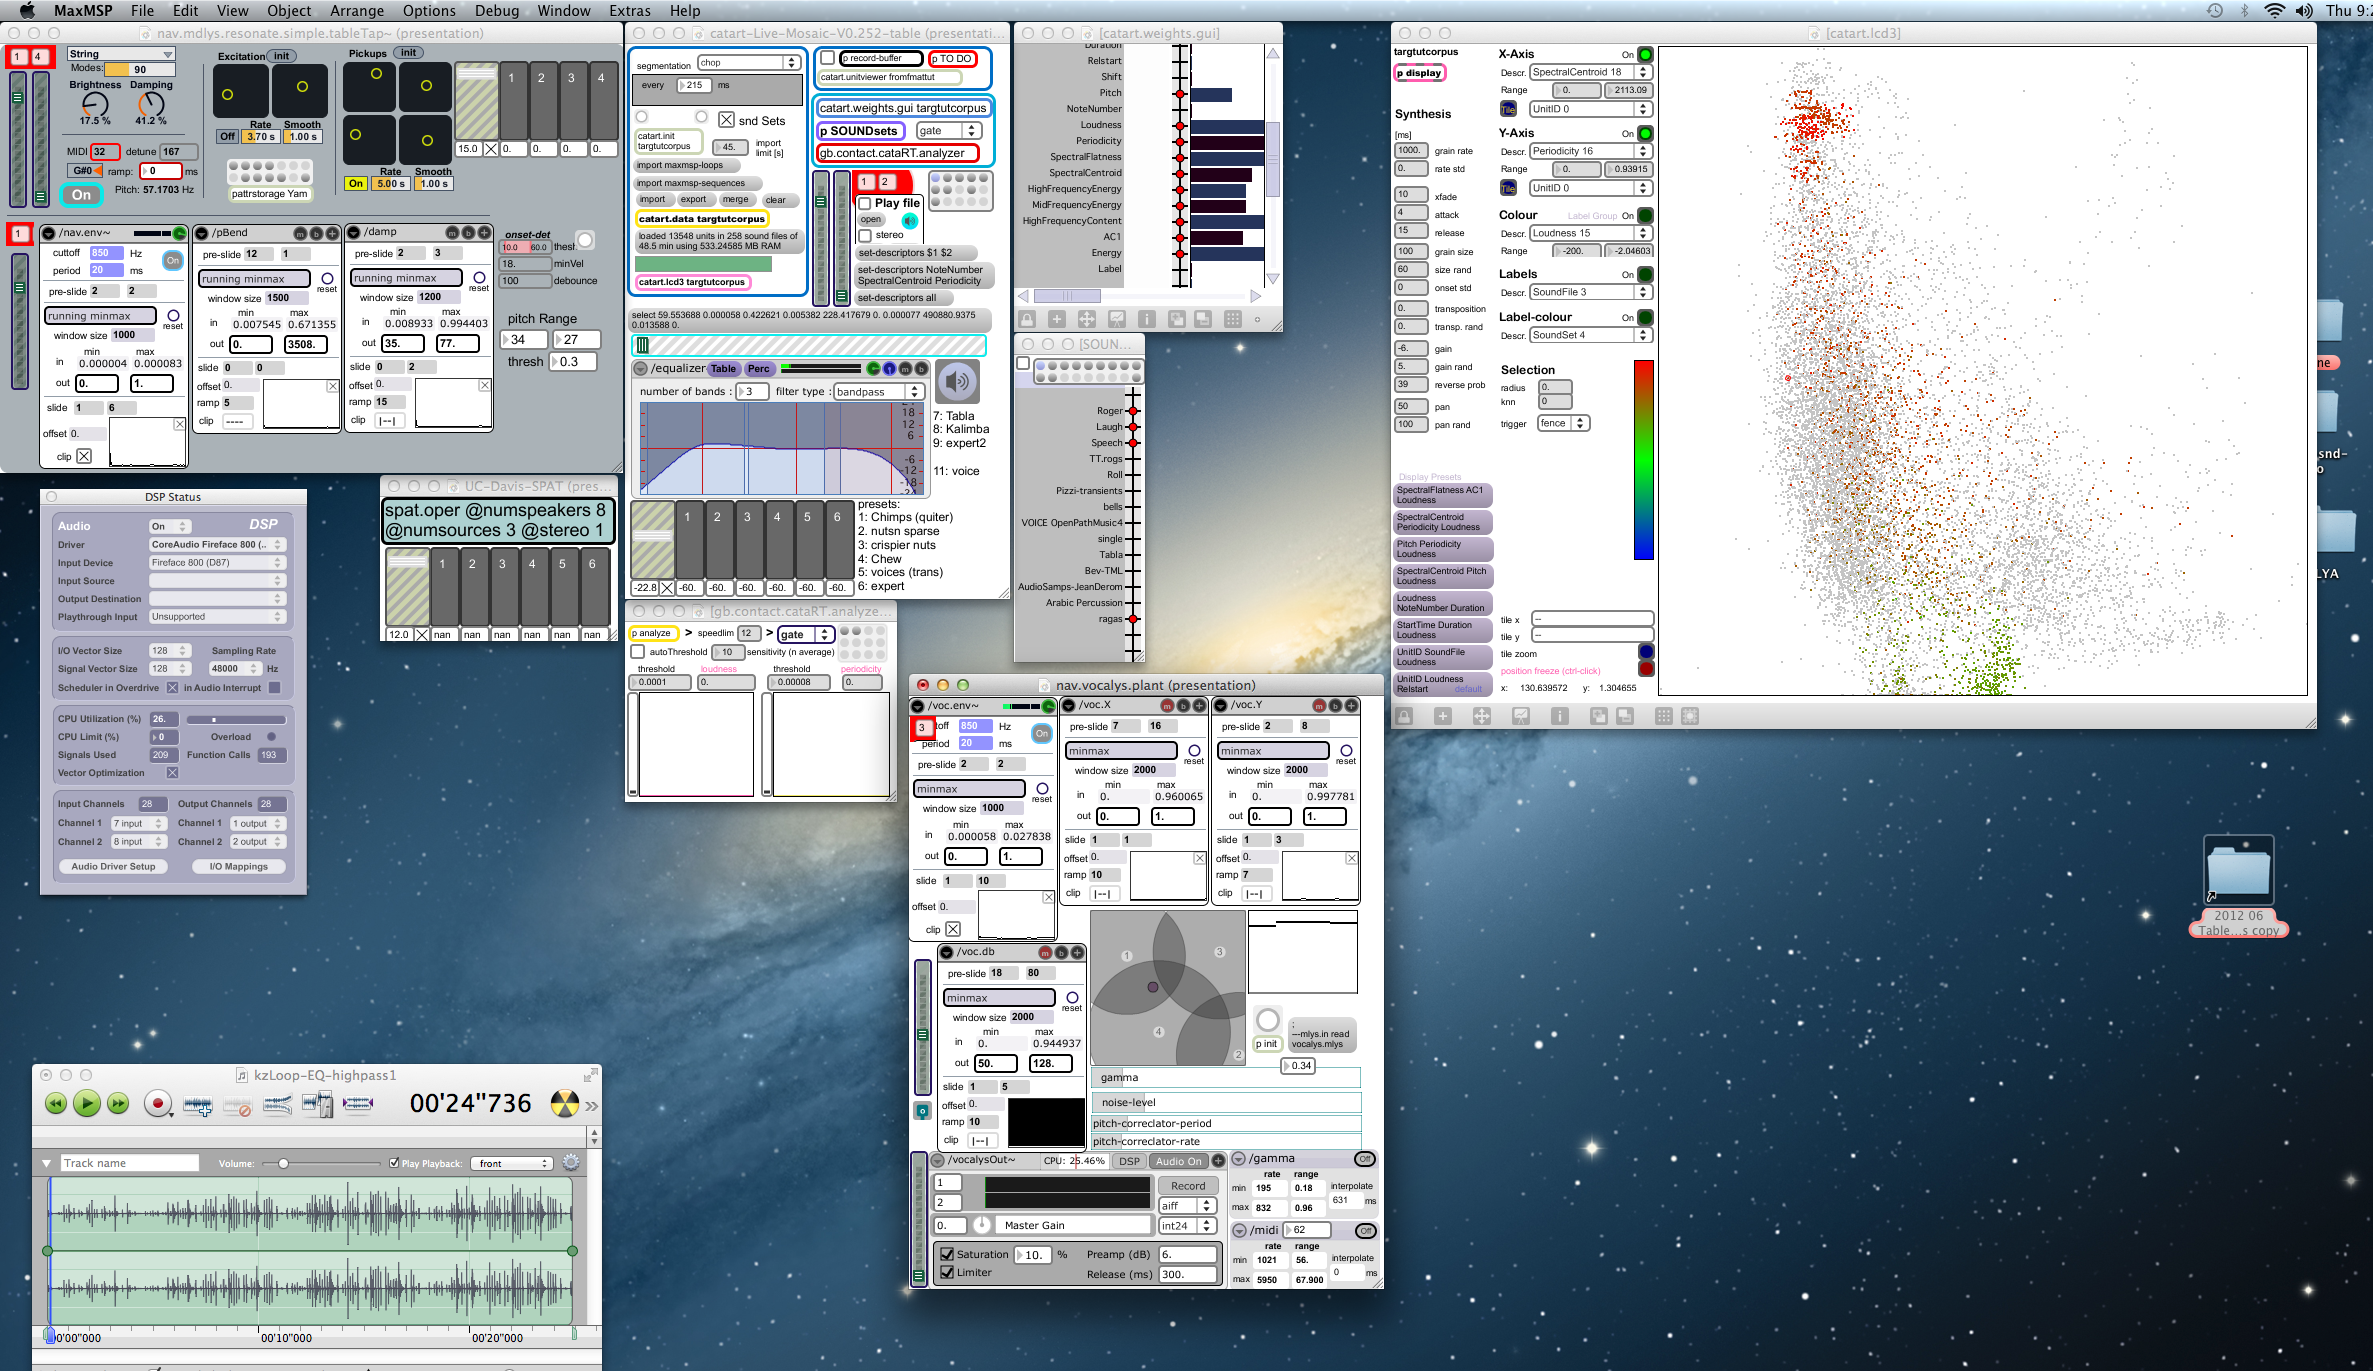 MaxMSP File Edit View Object Arrange Options Debug Window Extras Help
Thu 9:2
nav.mdlys.resonate.simple.tableTap~ (presentation)
1 4
String
Modes: 90
Brightness Damping
17.5 % 41.2 %
MIDI 32 detune 167
G#0 ramp: 0 ms
On Pitch: 57.1703 Hz
Excitation init
Rate Smooth
Off 3.70 s 1.00 s
pattrstorage Yam
Pickups init
Rate Smooth
On 5.00 s 1.00 s
1 2 3 4
15.0 0. 0. 0. 0.
1
/nav.env~
cuttoff 850 Hz
On
period 20 ms
pre-slide 2 2
running minmax
reset
window size 1000
min max
in 0.000004 0.000083
out 0. 1.
slide 1 6
offset 0.
clip
/pBend m b +
pre-slide 12 1
running minmax
reset
window size 1500
min max
in 0.007545 0.671355
out 0. 3508.
slide 0 0
offset 0.
ramp 5
clip ----
/damp m b +
pre-slide 2 3
running minmax
reset
window size 1200
min max
in 0.008933 0.994403
out 35. 77.
slide 0 2
offset 0.
ramp 15
clip |--|
onset-det
10.0 60.0 thesh
18. minVel
100 debounce
pitch Range
34 27
thresh 0.3
catart-Live-Mosaic-V0.252-table (presentati...
segmentation chop
every 215 ms
snd Sets
catart.init
targtutcorpus
45. import
limit [s]
import maxmsp-loops
import maxmsp-sequences
import export merge clear
catart.data targtutcorpus
loaded 13548 units in 258 sound files of
48.5 min using 533.24585 MB RAM
catart.lcd3 targtutcorpus
p record-buffer p TO DO
catart.unitviewer fromfmattut
catart.weights.gui targtutcorpus
p SOUNDsets gate
gb.contact.cataRT.analyzer
1 2
Play file
open
stereo
set-descriptors $1 $2
set-descriptors NoteNumber
SpectralCentroid Periodicity
set-descriptors all
select 59.553688 0.000058 0.422621 0.005382 228.417679 0. 0.000077 490880.9375
0.013588 0.
/equalizer Table Perc m b
number of bands : 3 filter type : bandpass
18
12
6
-6
-12
-18
-24
7: Tabla
8: Kalimba
9: expert2
11: voice
1 2 3 4 5 6
-22.8 -60. -60. -60. -60. -60. -60.
presets:
1: Chimps (quiter)
2. nutsn sparse
3: crispier nuts
4: Chew
5: voices (trans)
6: expert
[catart.weights.gui]
Duration
Relstart
Shift
Pitch
NoteNumber
Loudness
Periodicity
SpectralFlatness
SpectralCentroid
HighFrequencyEnergy
MidFrequencyEnergy
HighFrequencyContent
AC1
Energy
Label
[SOUN...
Roger
Laugh
Speech
TT.rogs
Roll
Pizzi-transients
bells
VOICE OpenPathMusic4
single
Tabla
Bev-TML
AudioSamps-JeanDerom
Arabic Percussion
ragas
[catart.lcd3]
targtutcorpus
p display
Synthesis
[ms]
1000. grain rate
0. rate std
10 xfade
4 attack
15 release
100 grain size
60 size rand
0 onset std
0. transposition
0. transp. rand
-6. gain
5. gain rand
39 reverse prob
50 pan
100 pan rand
X-Axis On
Descr. SpectralCentroid 18
Range 0. 2113.09
Tile UnitID 0
Y-Axis On
Descr. Periodicity 16
Range 0. 0.93915
Tile UnitID 0
Colour Label Group On
Descr. Loudness 15
Range -200. -2.04603
Labels On
Descr. SoundFile 3
Label-colour On
Descr. SoundSet 4
Selection
radius 0.
knn 0
trigger fence
Display Presets
SpectralFlatness AC1
Loudness
SpectralCentroid
Periodicity Loudness
Pitch Periodicity
Loudness
SpectralCentroid Pitch
Loudness
Loudness
NoteNumber Duration
StartTime Duration
Loudness
UnitID SoundFile
Loudness
UnitID Loudness
Relstart default
tile x --
tile y --
tile zoom
position freeze (ctrl-click)
x: 130.639572 y: 1.304655
DSP Status
Audio On DSP
Driver CoreAudio Fireface 800 (..
Input Device Fireface 800 (D87)
Input Source
Output Destination
Playthrough Input Unsupported
I/O Vector Size 128 Sampling Rate
Signal Vector Size 128 48000 Hz
Scheduler in Overdrive in Audio Interrupt
CPU Utilization (%) 26.
CPU Limit (%) 0 Overload
Signals Used 209 Function Calls 193
Vector Optimization
Input Channels 28 Output Channels 28
Channel 1 7 input Channel 1 1 output
Channel 2 8 input Channel 2 2 output
Audio Driver Setup I/O Mappings
UC-Davis-SPAT (pres...
spat.oper @numspeakers 8
@numsources 3 @stereo 1
1 2 3 4 5 6
12.0 nan nan nan nan nan nan
[gb.contact.cataRT.analyze...
p analyze > speedlim 12 > gate
autoThreshold 10 sensitivity (n average)
threshold loudness threshold periodicity
0.0001 0. 0.00008 0.
nav.vocalys.plant (presentation)
/voc.env~
3 toff 850 Hz
On
period 20 ms
pre-slide 2 2
minmax
reset
window size 1000
min max
in 0.000058 0.027838
out 0. 1.
slide 1 10
offset 0.
clip
/voc.X m b +
pre-slide 7 16
minmax
reset
window size 2000
min max
in 0. 0.960065
out 0. 1.
slide 1 1
offset 0.
ramp 10
clip |--|
/voc.Y m b +
pre-slide 2 8
minmax
reset
window size 2000
min max
in 0. 0.997781
out 0. 1.
slide 1 3
offset 0.
ramp 7
clip |--|
/voc.db m b +
pre-slide 18 80
minmax
reset
window size 2000
min max
in 0. 0.944937
out 50. 128.
slide 1 5
offset 0.
ramp 10
clip |--|
1 3
4 2
p init
;
---mlys.in read
vocalys.mlys
0.34
gamma
noise-level
pitch-correclator-period
pitch-correclator-rate
/vocalysOut~ CPU: 25.46% DSP Audio On +
1
2
Record
aiff
0. Master Gain int24
Saturation 10. % Preamp (dB) 6.
Limiter Release (ms) 300.
/gamma Off
rate range
min 195 0.18 interpolate
631 ms
max 832 0.96
/midi 62 Off
rate range
min 1021 56. interpolate
0 ms
max 5950 67.900
kzLoop-EQ-highpass1
00'24"736
Track name Volume: Play Playback: front
0'00"000 00'10"000 00'20"000
ne
snd-
o
LYA
2012 06
Table...s copy